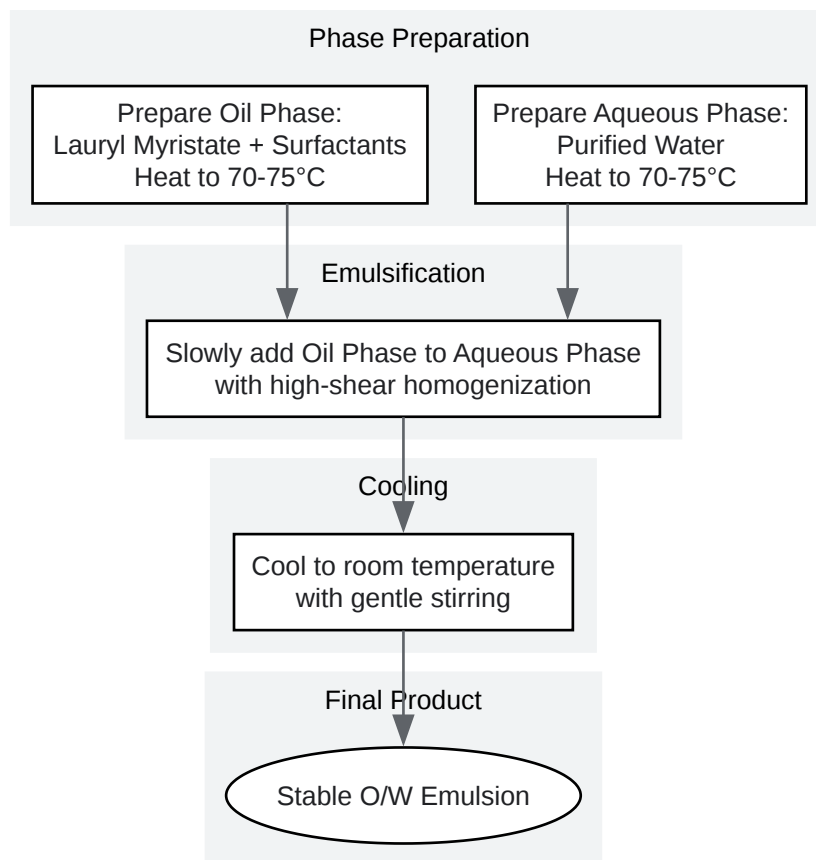 Phase Preparation
Prepare Oil Phase:
Lauryl Myristate + Surfactants
Heat to 70-75°C
Prepare Aqueous Phase:
Purified Water
Heat to 70-75°C
Emulsification
Slowly add Oil Phase to Aqueous Phase
with high-shear homogenization
Cooling
Cool to room temperature
with gentle stirring
Final Product
Stable O/W Emulsion